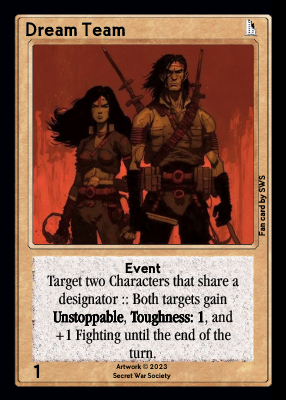 Dream Team
Fan card by SWS
Event
Target two Characters that share a
designator :: Both targets gain
Unstoppable, Toughness: 1, and
+1 Fighting until the end of the
turn.
1
Artwork © 2023
Secret War Society